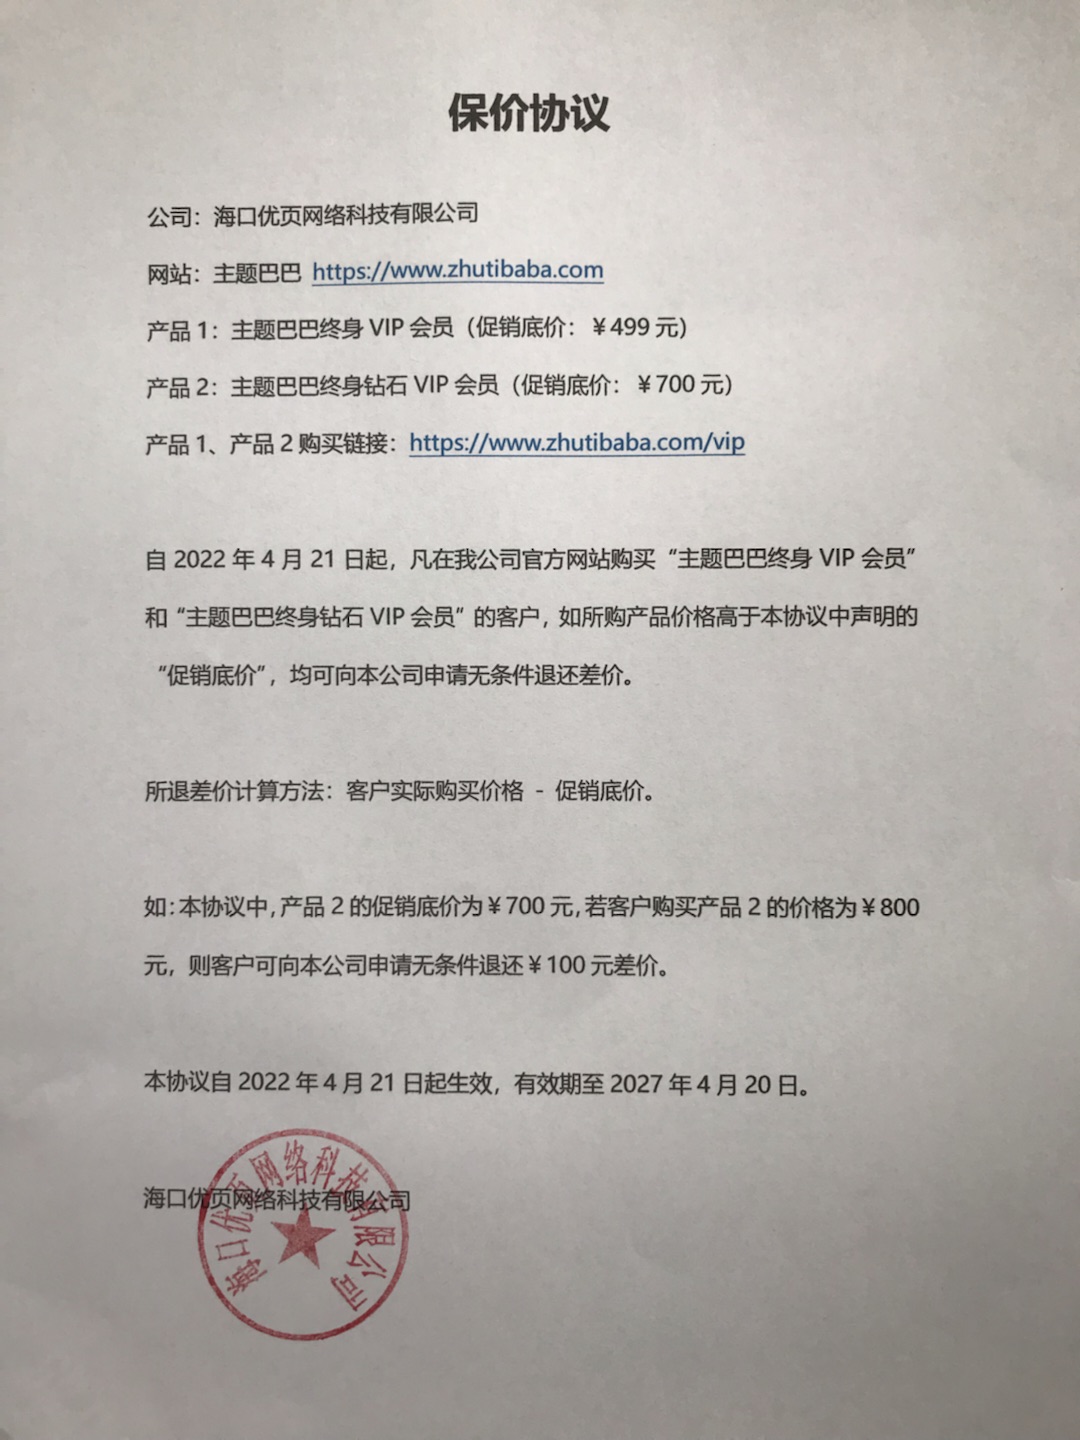 保价协议
公司：海口优页网络科技有限公司
网站：主题巴巴 https://www.zhutibaba.com
产品 1：主题巴巴终身 VIP 会员（促销底价：￥499 元）
产品 2：主题巴巴终身钻石 VIP 会员（促销底价：￥700 元）
产品 1、产品 2 购买链接：https://www.zhutibaba.com/vip
自 2022 年 4 月 21 日起，凡在我公司官方网站购买“主题巴巴终身 VIP 会员”
和“主题巴巴终身钻石 VIP 会员”的客户，如所购产品价格高于本协议中声明的
“促销底价”，均可向本公司申请无条件退还差价。
所退差价计算方法：客户实际购买价格 - 促销底价。
如：本协议中，产品 2 的促销底价为￥700 元，若客户购买产品 2 的价格为￥800
元，则客户可向本公司申请无条件退还￥100 元差价。
本协议自 2022 年 4 月 21 日起生效，有效期至 2027 年 4 月 20 日。
海口优页网络科技有限公司
海口优页网络科技有限公司